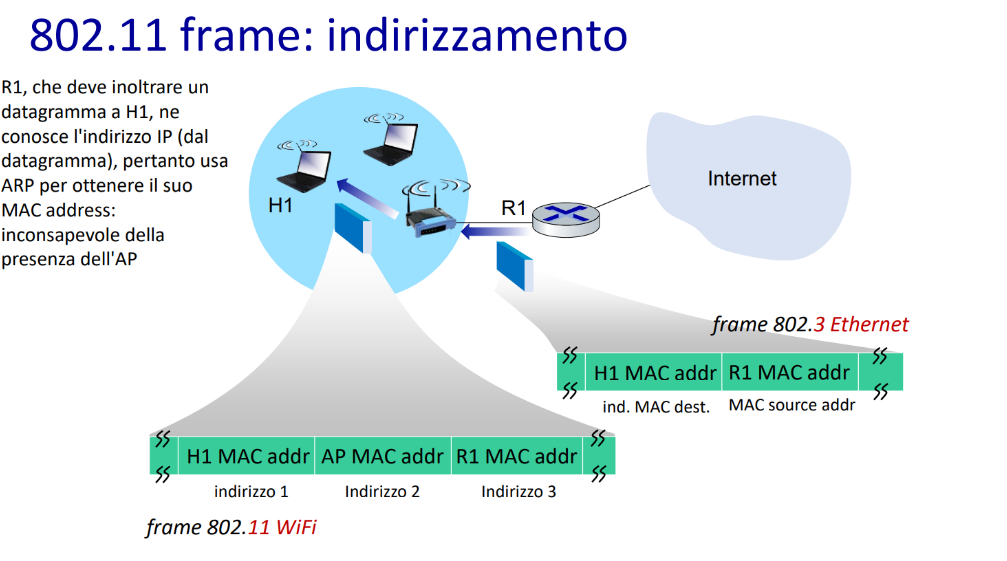 802.11 frame: indirizzamento
R1, che deve inoltrare un
datagramma a H1, ne
conosce l'indirizzo IP (dal
datagramma), pertanto usa
ARP per ottenere il suo
MAC address:
inconsapevole della
presenza dell'AP
H1
R1
Internet
frame 802.3 Ethernet
H1 MAC addr R1 MAC addr
ind. MAC dest. MAC source addr
H1 MAC addr AP MAC addr R1 MAC addr
indirizzo 1 Indirizzo 2 Indirizzo 3
frame 802.11 WiFi